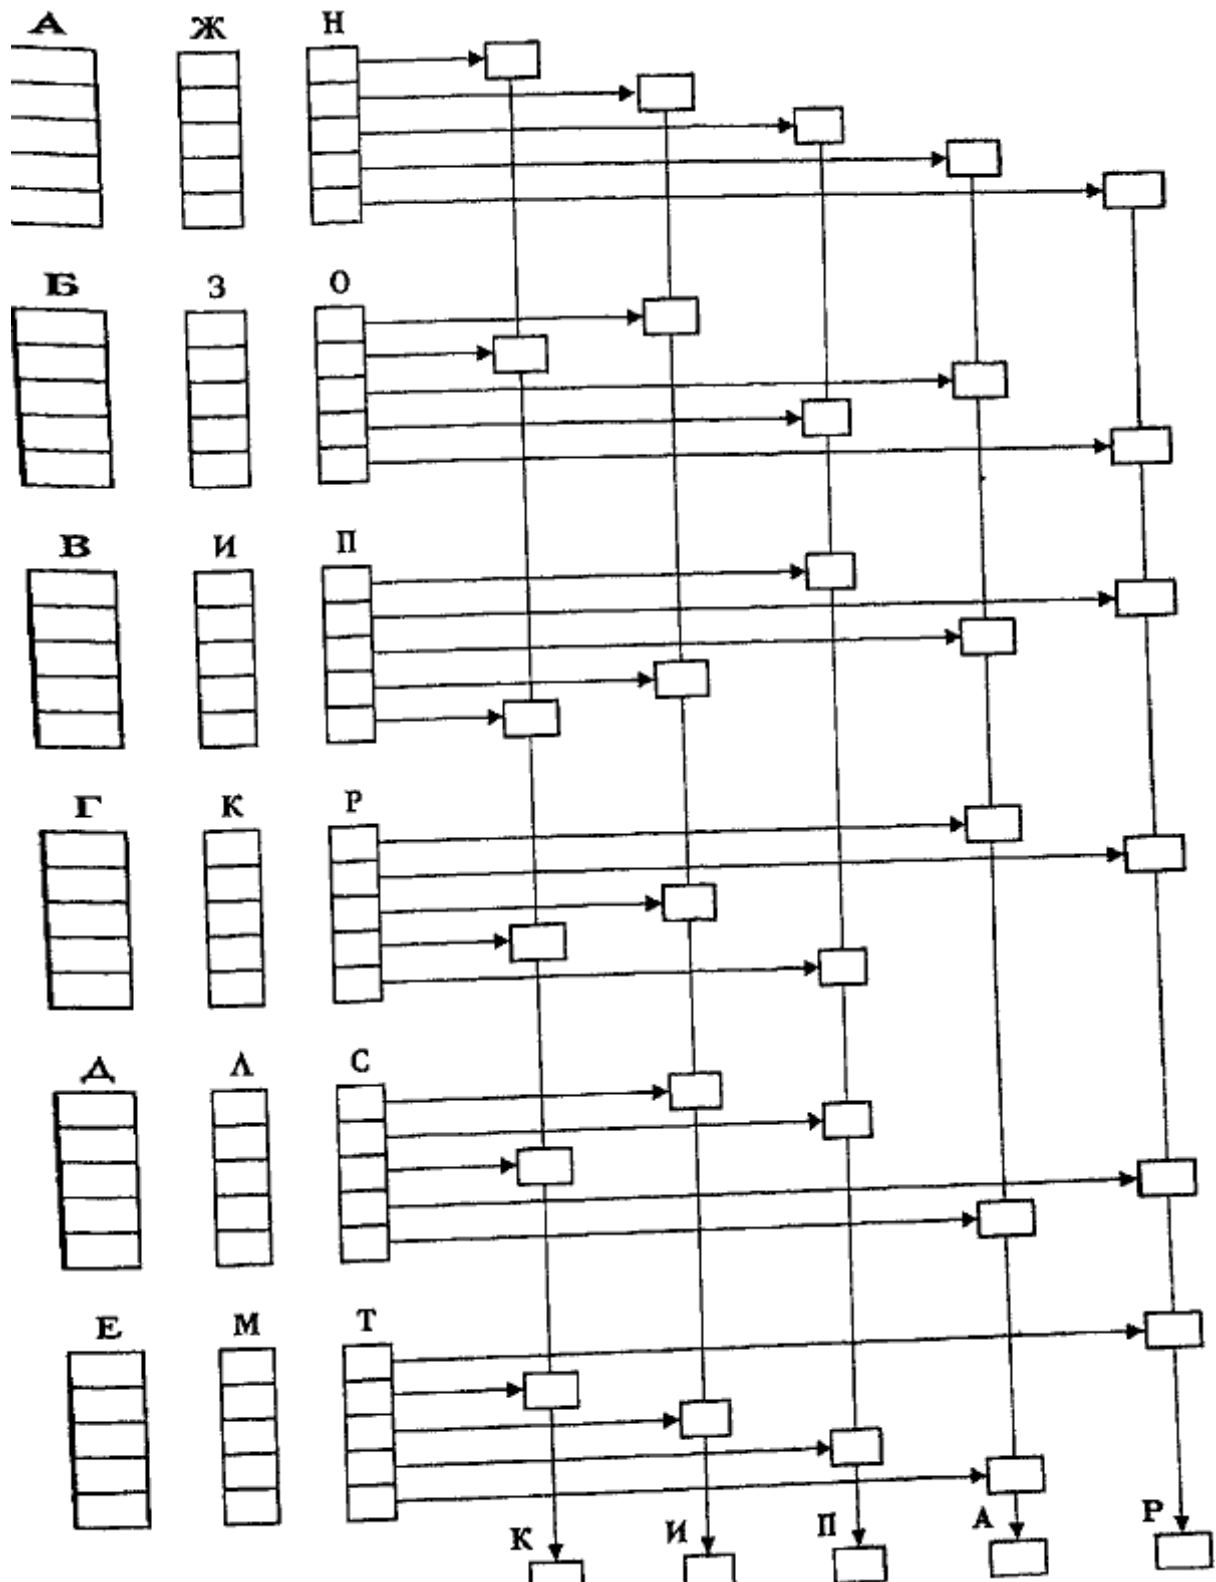 А Ж Н
Б З О
В И П
Г К Р
Д Л С
Е М Т
К И П А Р